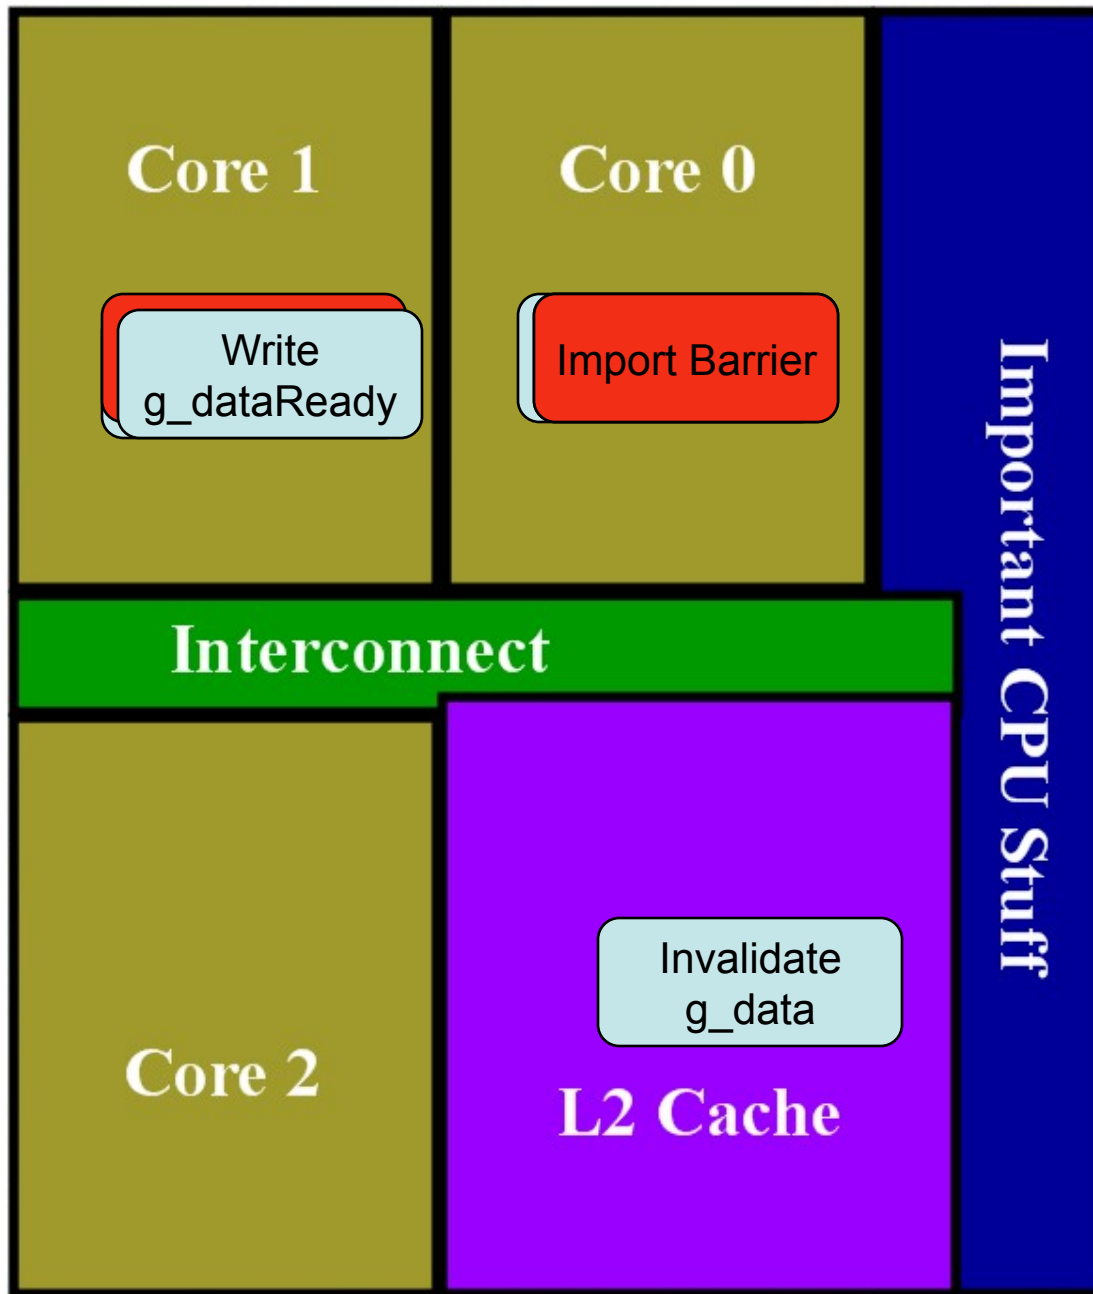 Core 1
Core 0
Write
g_dataReady
Import Barrier
Important CPU Stuff
Interconnect
Invalidate
g_data
Core 2
L2 Cache